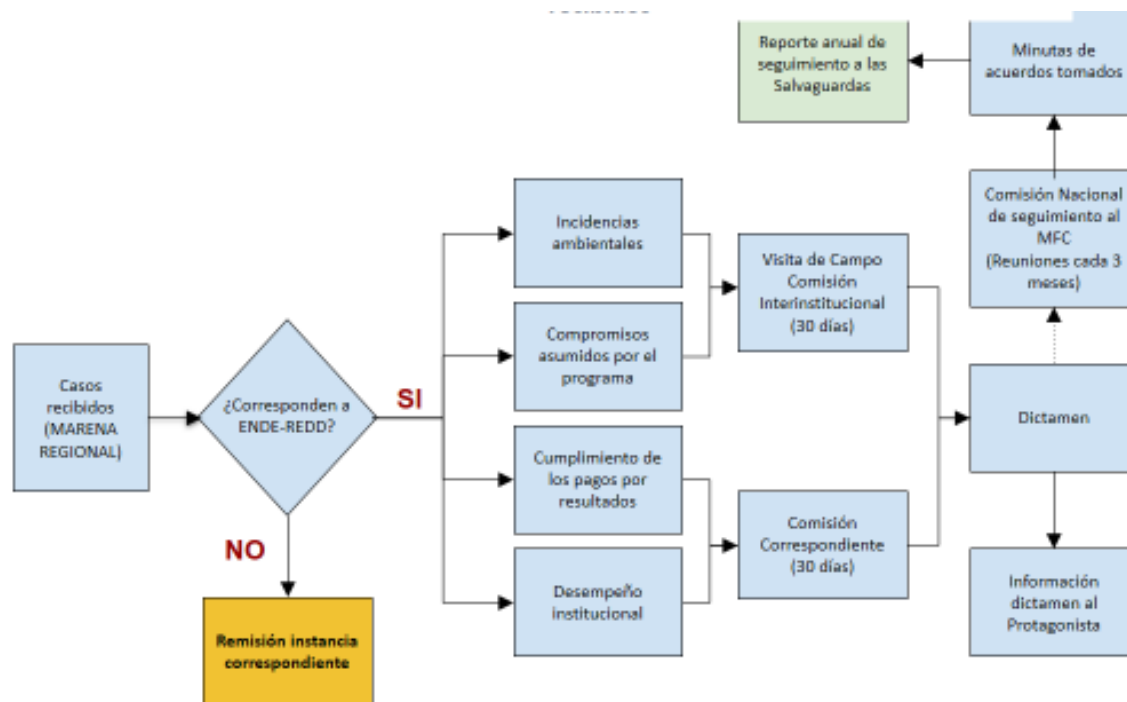 Reporte anual de
seguimiento a las
Salvaguardas
Minutas de
acuerdos tomados
Comisión Nacional
de seguimiento al
MFC
(Reuniones cada 3
meses)
Incidencias
ambientales
Visita de Campo
Comisión
Interinstitucional
(30 días)
Compromisos
asumidos por el
programa
Casos
recibidos
(MARENA
REGIONAL)
¿Corresponden a
ENDE-REDD?
SI
NO
Dictamen
Cumplimiento de
los pagos por
resultados
Comisión
Correspondiente
(30 días)
Desempeño
institucional
Información
dictamen al
Protagonista
Remisión instancia
correspondiente